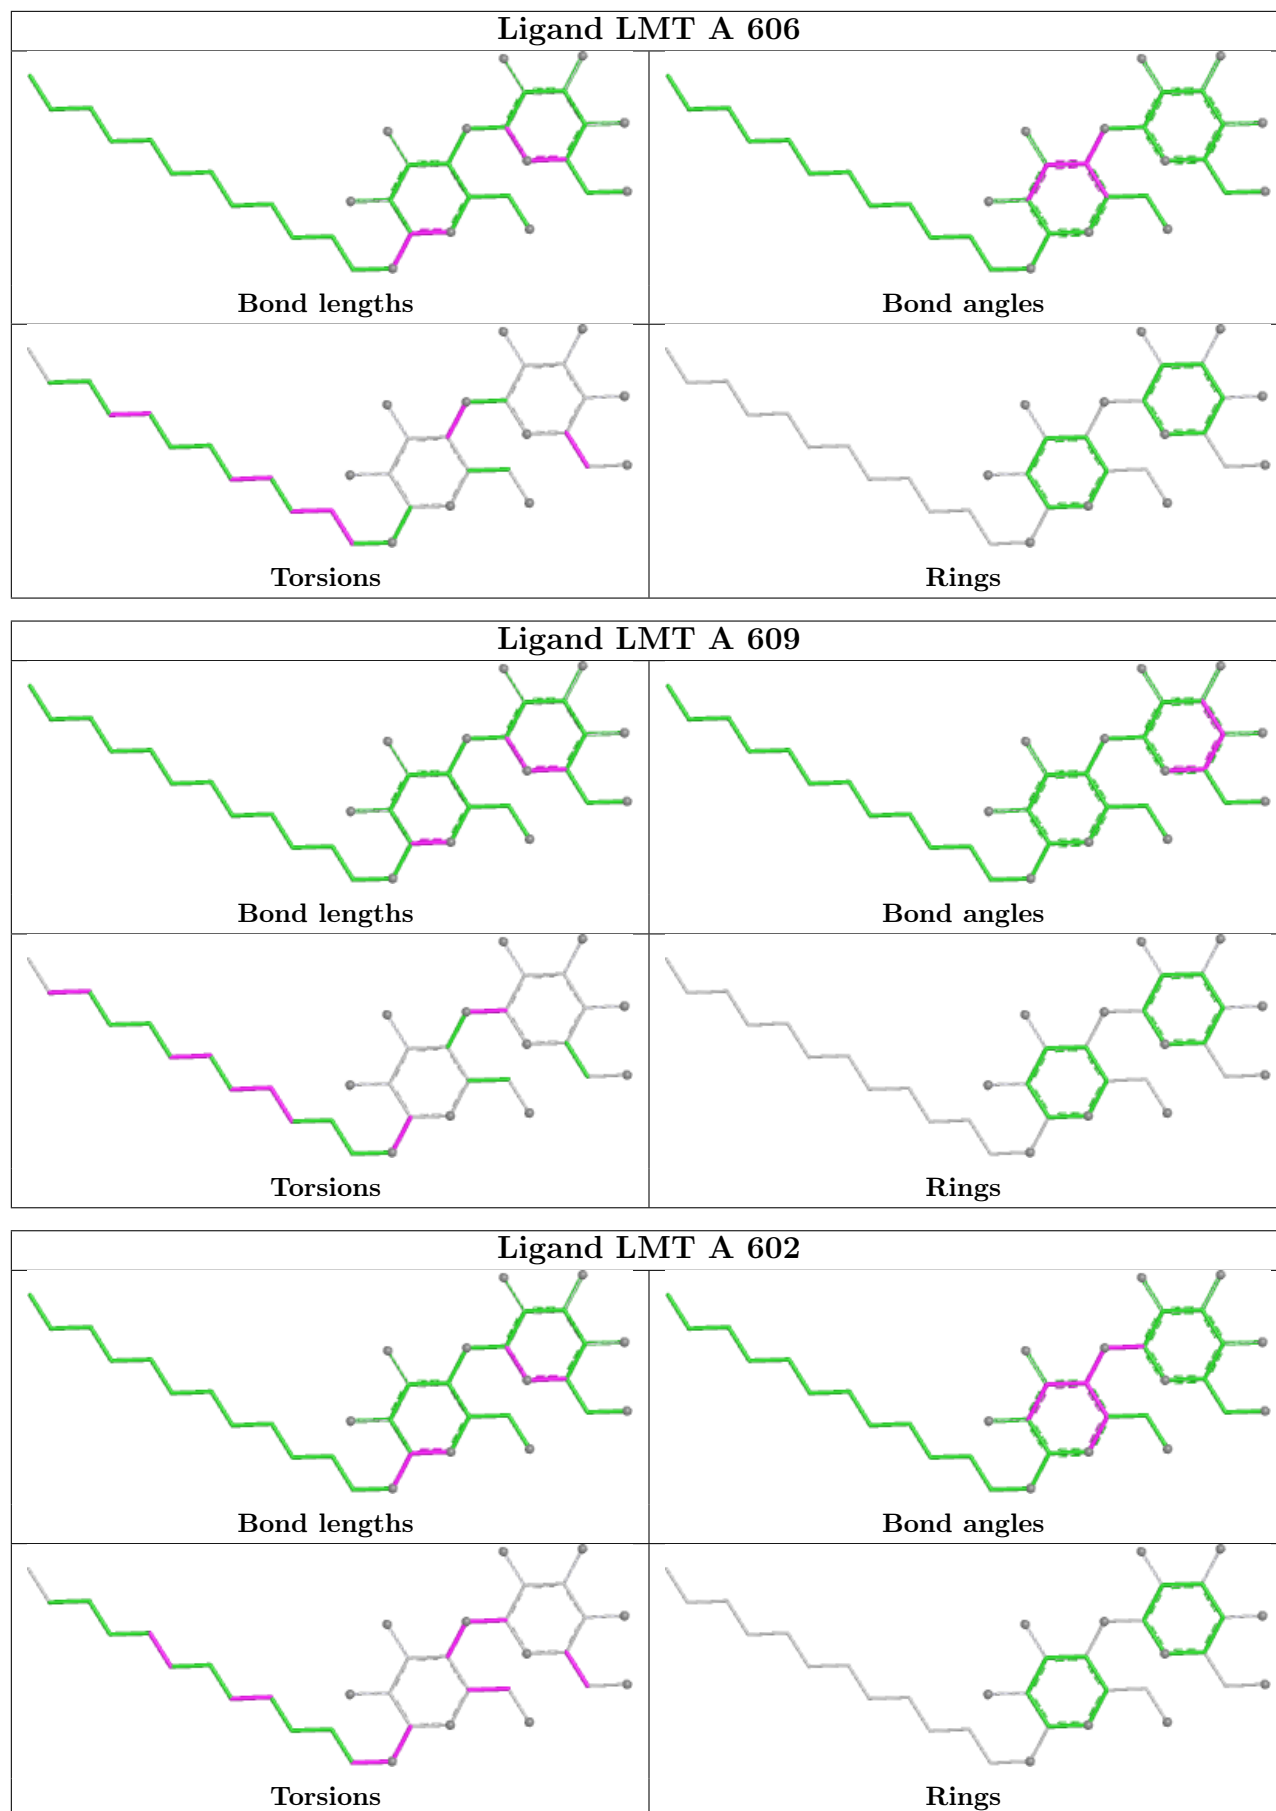 Ligand LMT A 606
Bond lengths
Bond angles
Torsions
Rings
Ligand LMT A 609
Bond lengths
Bond angles
Torsions
Rings
Ligand LMT A 602
Bond lengths
Bond angles
Torsions
Rings